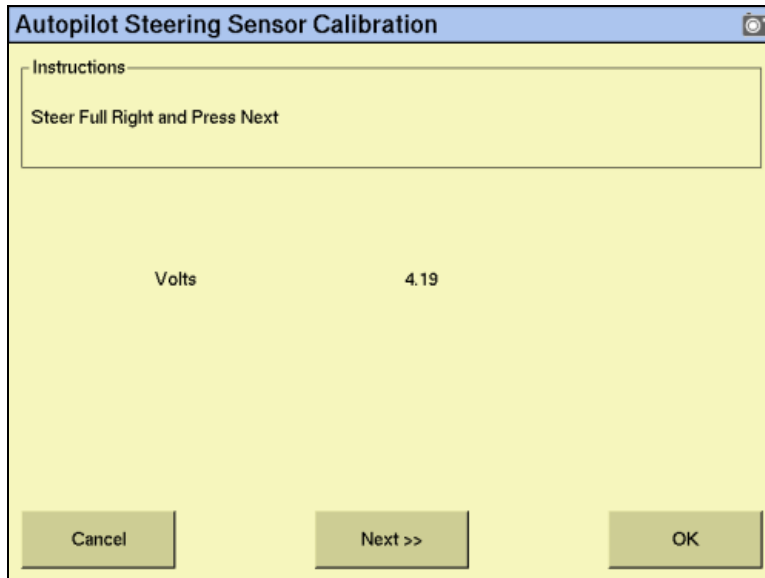 Autopilot Steering Sensor Calibration
Instructions
Steer Full Right and Press Next
Volts 4.19
Cancel Next >> OK